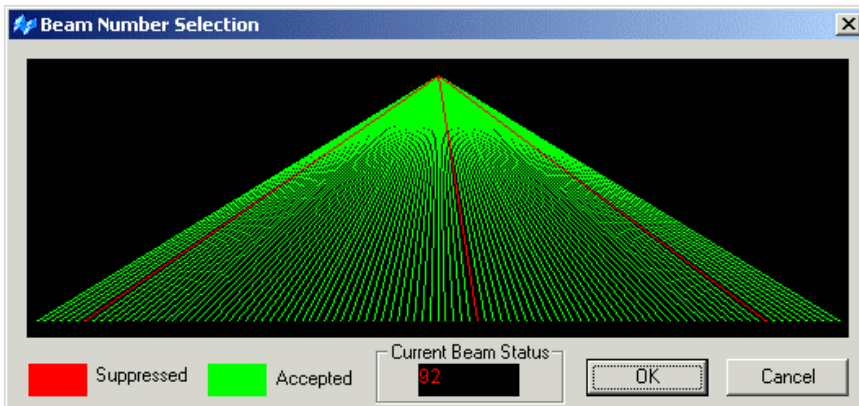 Beam Number Selection
Current Beam Status
Suppressed Accepted 92 OK Cancel